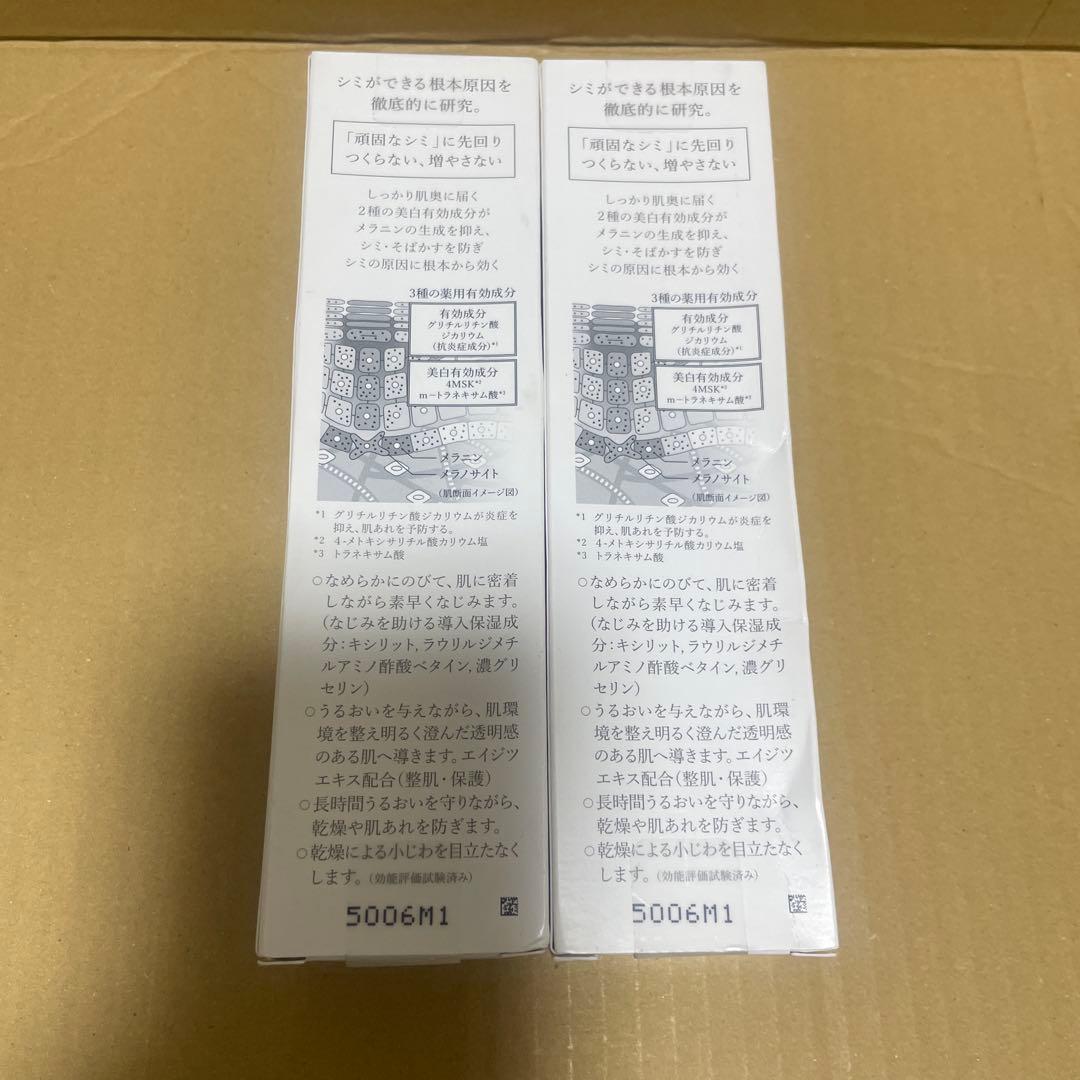 シミができる根本原因を
徹底的に研究。
「頑固なシミ」に先回り
つくらない、増やさない
しっかり肌奥に届く
2種の美白有効成分が
メラニンの生成を抑え、
シミ・そばかすを防ぎ
シミの原因に根本から効く
3種の薬用有効成分
有効成分
グリチルリチン酸
ジカリウム
(抗炎症成分)*1
美白有効成分
4MSK*2
m-トラネキサム酸*3
メラニン
メラノサイト
(肌断面イメージ図)
*1 グリチルリチン酸ジカリウムが炎症を
抑え、肌あれを予防する。
*2 4-メトキシサリチル酸カリウム塩
*3 トラネキサム酸
○なめらかにのびて、肌に密着
しながら素早くなじみます。
(なじみを助ける導入保湿成
分：キシリット,ラウリルジメチ
ルアミノ酢酸ベタイン,濃グリ
セリン)
○うるおいを与えながら、肌環
境を整え明るく澄んだ透明感
のある肌へ導きます。エイジツ
エキス配合(整肌・保護)
○長時間うるおいを守りながら、
乾燥や肌あれを防ぎます。
○乾燥による小じわを目立たなく
します。(効能評価試験済み)
5006M1
シミができる根本原因を
徹底的に研究。
「頑固なシミ」に先回り
つくらない、増やさない
しっかり肌奥に届く
2種の美白有効成分が
メラニンの生成を抑え、
シミ・そばかすを防ぎ
シミの原因に根本から効く
3種の薬用有効成分
有効成分
グリチルリチン酸
ジカリウム
(抗炎症成分)*1
美白有効成分
4MSK*2
m-トラネキサム酸*3
メラニン
メラノサイト
(肌断面イメージ図)
*1 グリチルリチン酸ジカリウムが炎症を
抑え、肌あれを予防する。
*2 4-メトキシサリチル酸カリウム塩
*3 トラネキサム酸
○なめらかにのびて、肌に密着
しながら素早くなじみます。
(なじみを助ける導入保湿成
分：キシリット,ラウリルジメチ
ルアミノ酢酸ベタイン,濃グリ
セリン)
○うるおいを与えながら、肌環
境を整え明るく澄んだ透明感
のある肌へ導きます。エイジツ
エキス配合(整肌・保護)
○長時間うるおいを守りながら、
乾燥や肌あれを防ぎます。
○乾燥による小じわを目立たなく
します。(効能評価試験済み)
5006M1